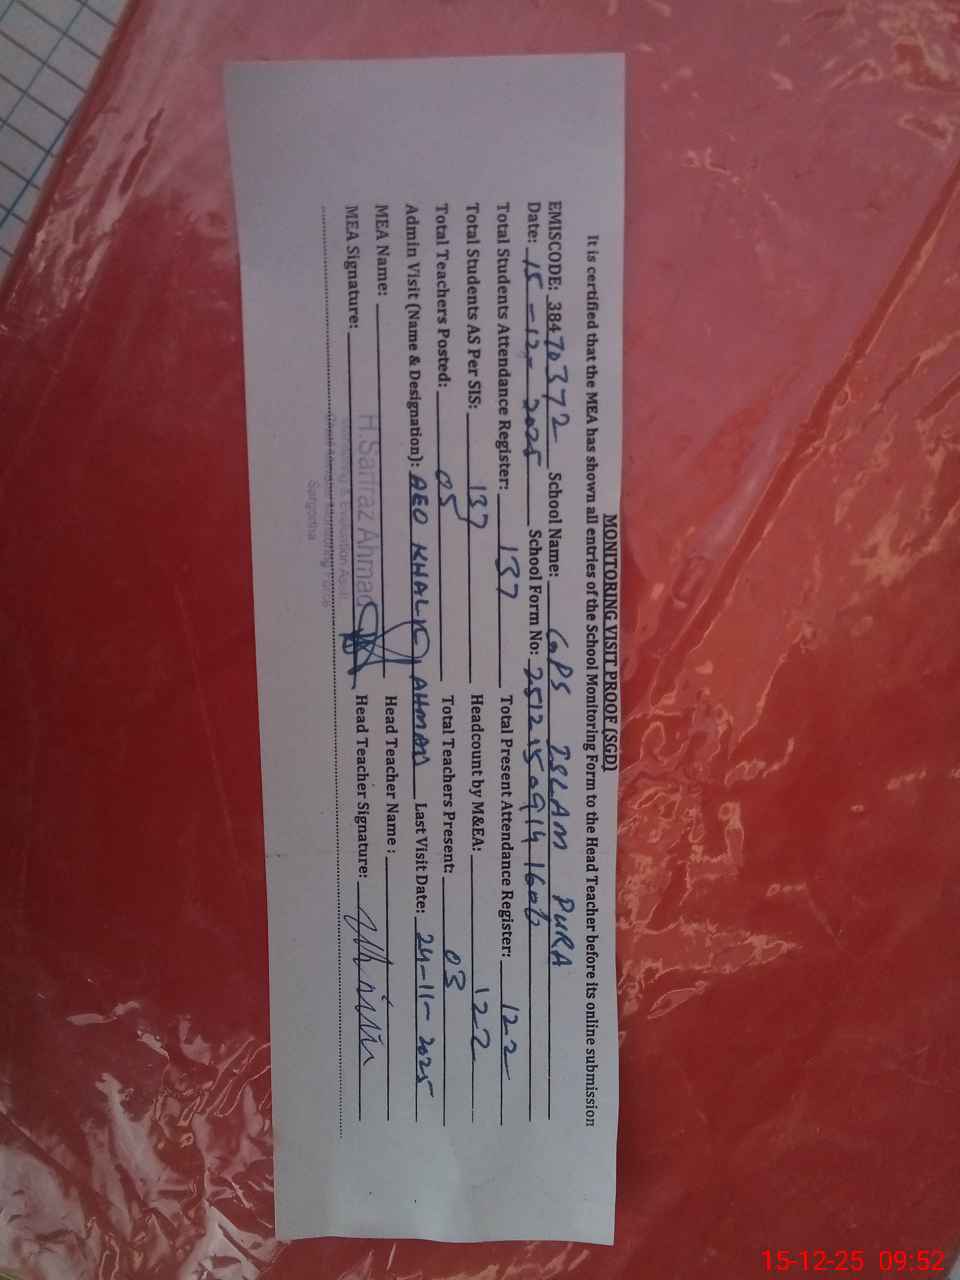 MONITORING VISIT PROOF (SGD)
It is certified that the MEA has shown all entries of the School Monitoring Form to the Head Teacher before its online submission
EMISCODE: 38470372 School Name: GPS ISLAM PURA
Date: 15-12-2025 School Form No: 25121509141606
Total Students Attendance Register: 137 Total Present Attendance Register: 122
Total Students AS Per SIS: 137 Headcount by M&EA: 122
Total Teachers Posted: 05 Total Teachers Present: 03
Admin Visit (Name & Designation): AEO KHALIQ AHMAD Last Visit Date: 24-11-2025
MEA Name: Head Teacher Name :
H.Sarfraz Ahmad
MEA Signature: Head Teacher Signature:
Monitoring & Evaluation Assit:
Sargodha
15-12-25 09:52